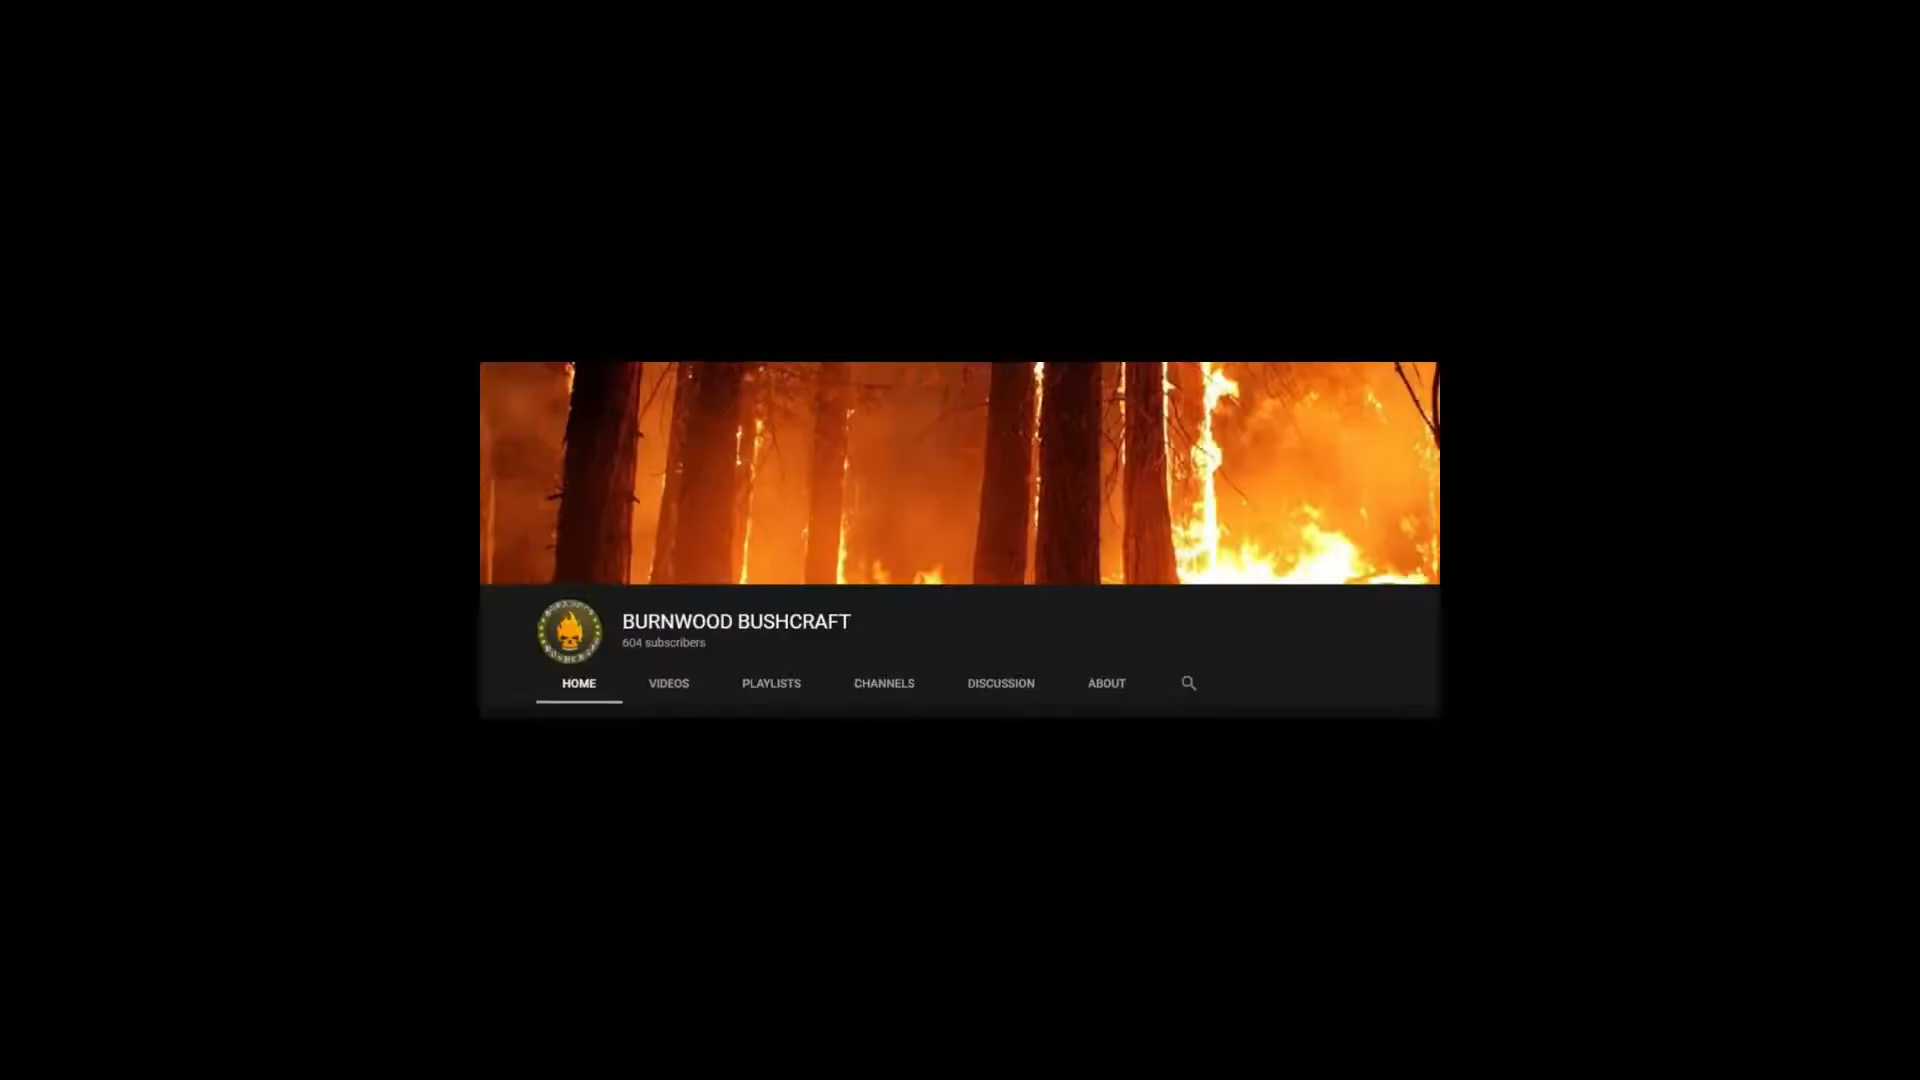 BURNWOOD BUSHCRAFT
604 subscribers
HOME VIDEOS PLAYLISTS CHANNELS DISCUSSION ABOUT